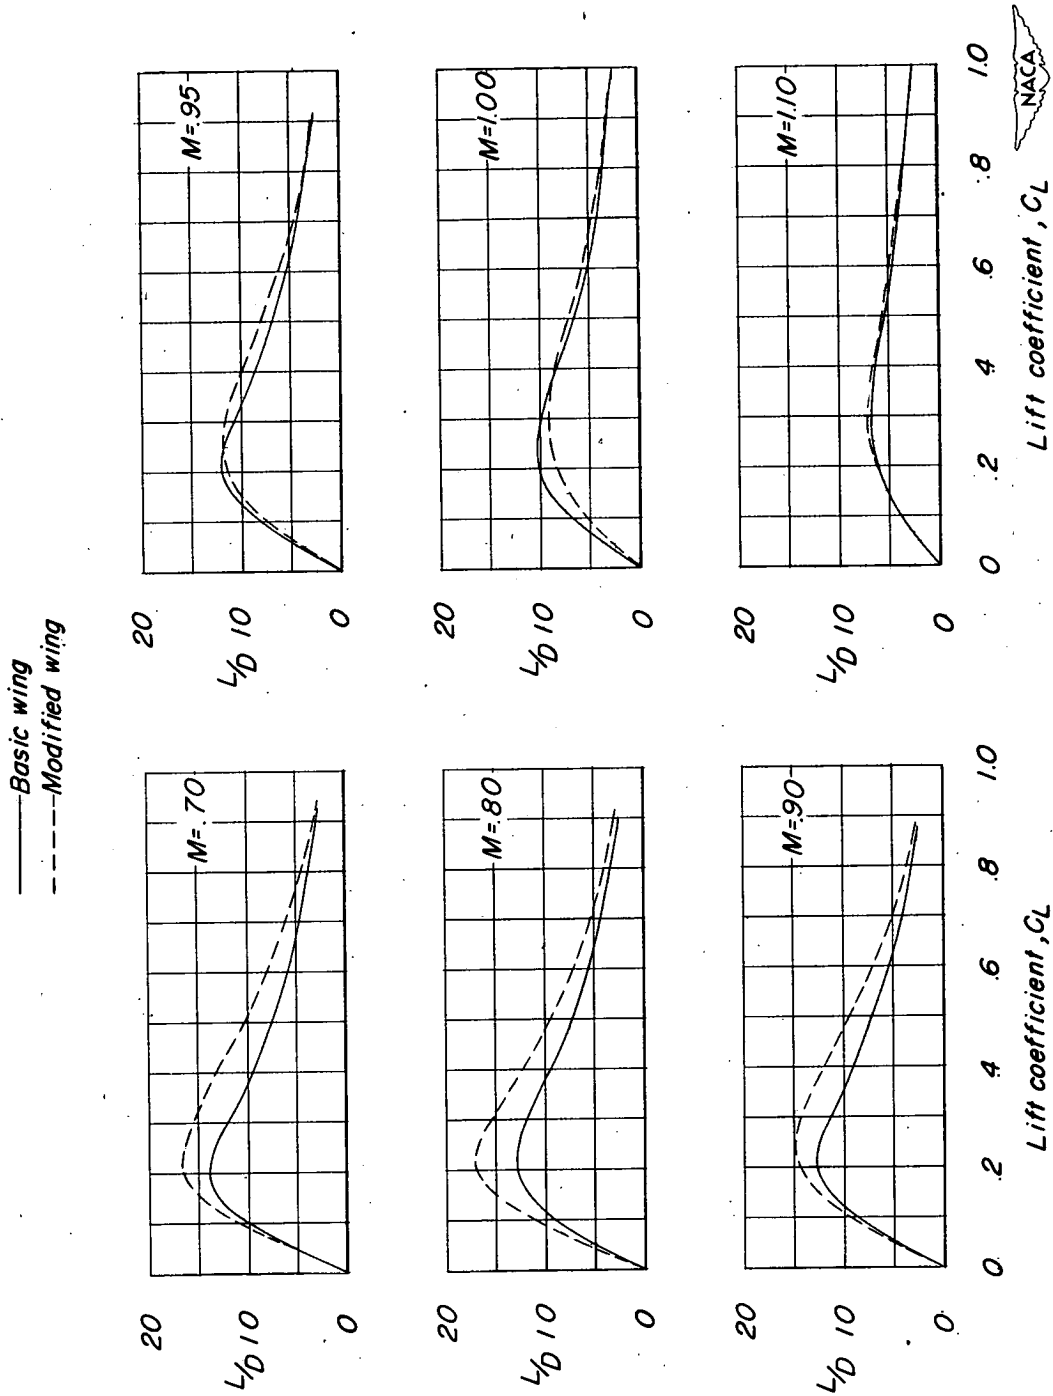 Basic wing
Modified wing
20
L/D 10
0
M=.70
20
L/D 10
0
M=.80
20
L/D 10
0
M=.90
0 .2 .4 .6 .8 1.0
Lift coefficient, CL
20
L/D 10
0
M=.95
20
L/D 10
0
M=1.00
20
L/D 10
0
M=1.10
0 .2 .4 .6 .8 1.0
Lift coefficient, CL
NACA